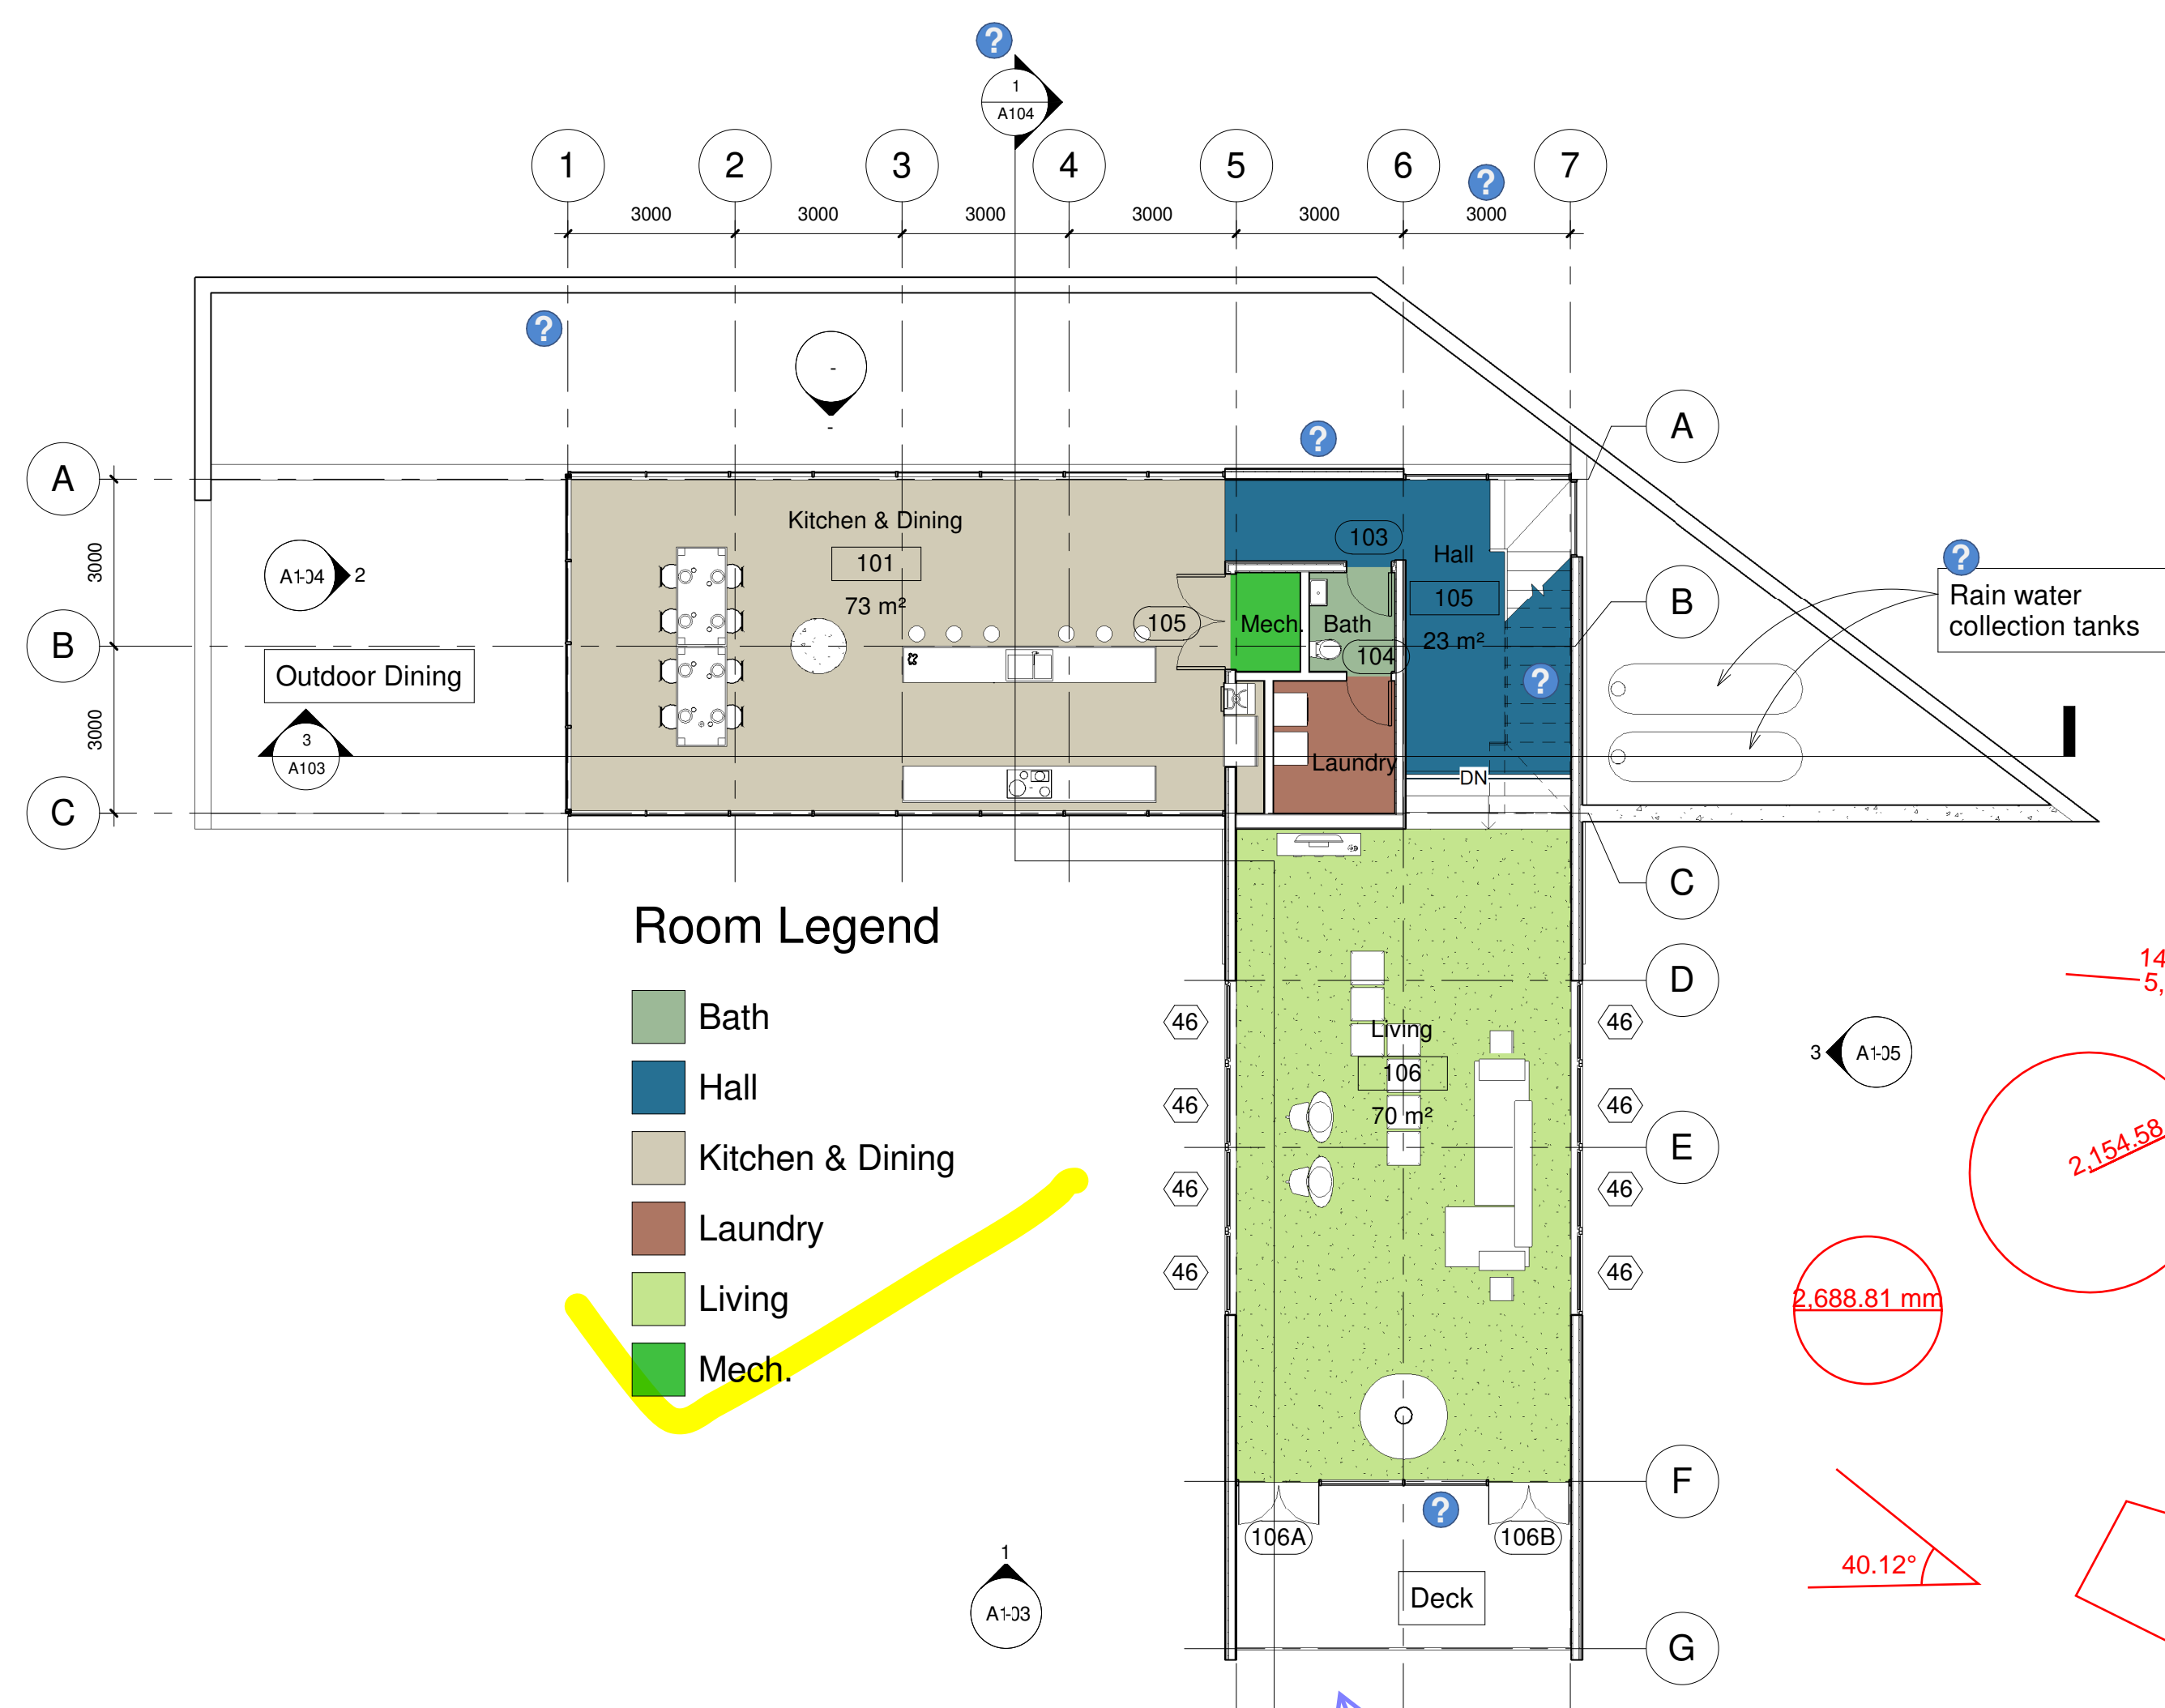 ?
1
A104
1
2
3
4
5
6
?
7
3000
3000
3000
3000
3000
3000
?
-
-
?
A
A
3000
Kitchen & Dining
101
73 m²
103
Hall
105
23 m²
A1-04
2
?
Rain water
collection tanks
B
B
105
Mech.
Bath
104
Outdoor Dining
?
3000
3
A103
Laundry
DN
C
C
Room Legend
Bath
Hall
Kitchen & Dining
Laundry
Living
Mech.
D
46
46
Living
106
70 m²
3
A1-05
46
46
E
46
46
46
46
2,154.58
2,688.81 mm
F
?
106A
106B
40.12°
1
A1-03
Deck
G